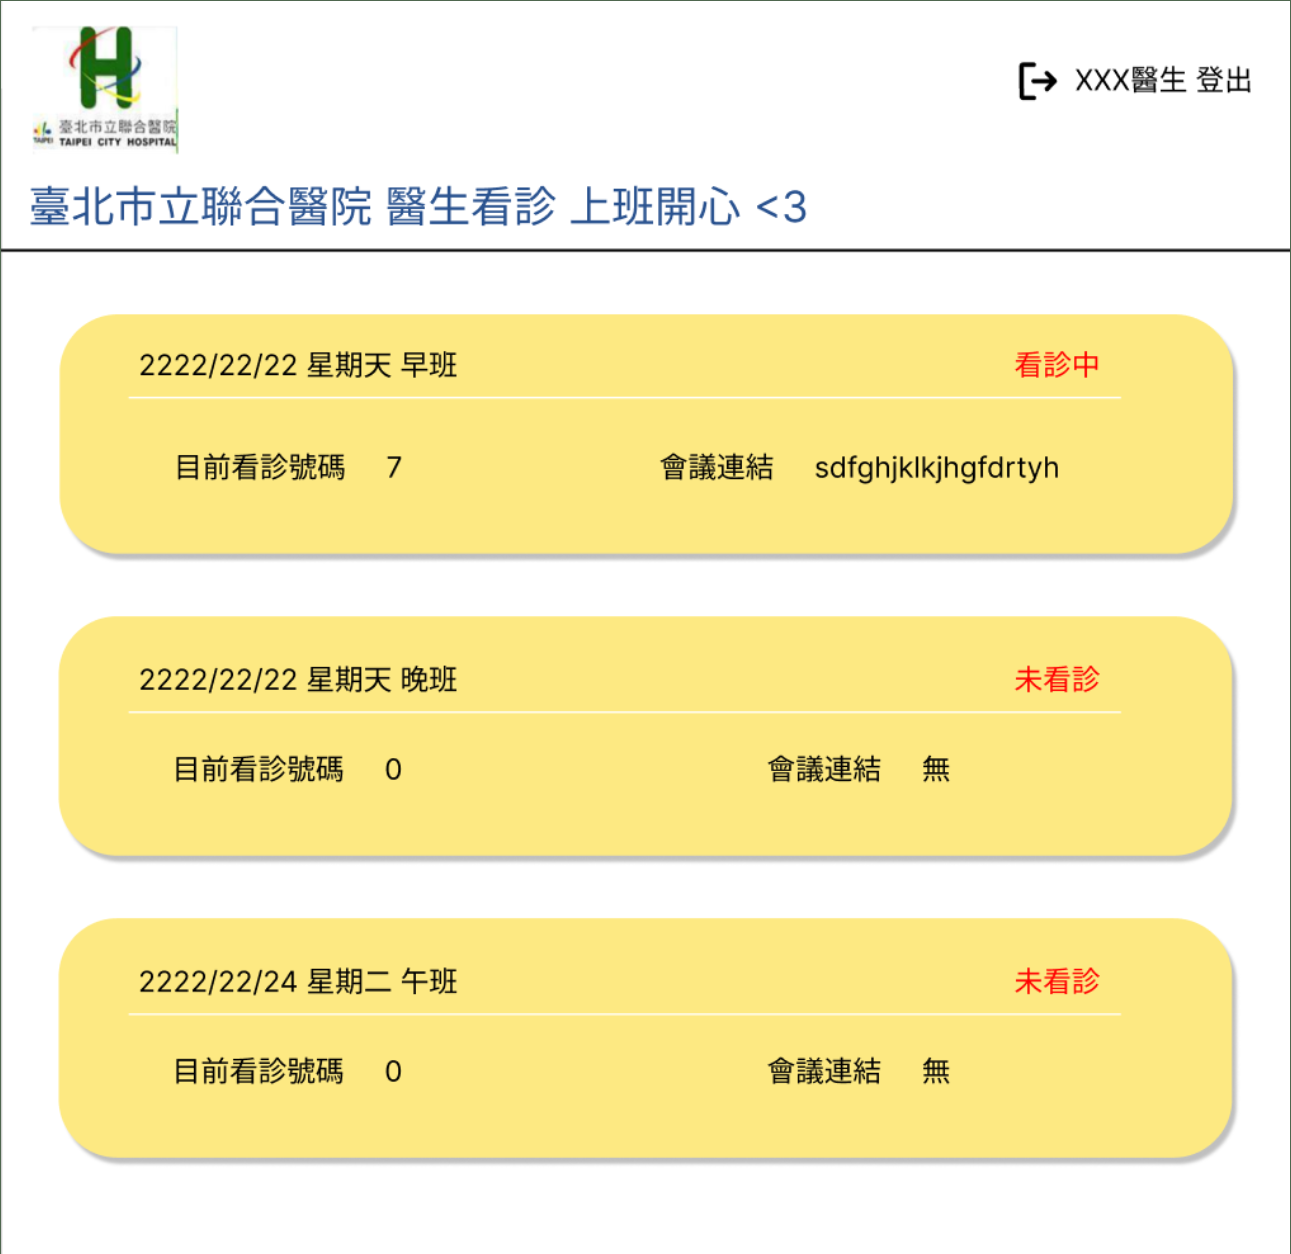 臺北市立聯合醫院
TAIPEI TAIPEI CITY HOSPITAL
XXX醫生 登出
臺北市立聯合醫院 醫生看診 上班開心 <3
2222/22/22 星期天 早班 看診中
目前看診號碼 7 會議連結 sdfghjklkjhgfdrtyh
2222/22/22 星期天 晚班 未看診
目前看診號碼 0 會議連結 無
2222/22/24 星期二 午班 未看診
目前看診號碼 0 會議連結 無